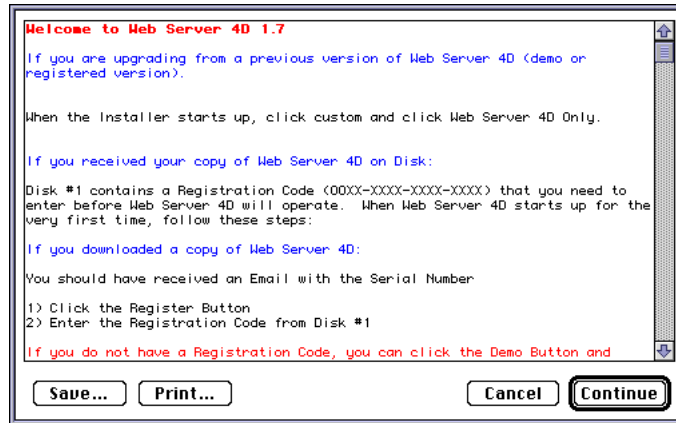 Welcome to Web Server 4D 1.7
If you are upgrading from a previous version of Web Server 4D (demo or
registered version).
When the Installer starts up, click custom and click Web Server 4D Only.
If you received your copy of Web Server 4D on Disk:
Disk #1 contains a Registration Code (OOXX-XXXX-XXXX-XXXX) that you need to
enter before Web Server 4D will operate.  When Web Server 4D starts up for the
very first time, follow these steps:
If you downloaded a copy of Web Server 4D:
You should have received an Email with the Serial Number
1) Click the Register Button
2) Enter the Registration Code from Disk #1
If you do not have a Registration Code, you can click the Demo Button and
Save... Print... Cancel Continue